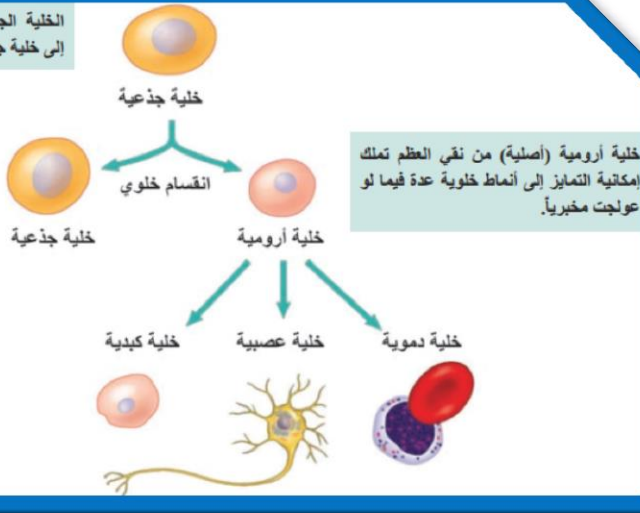 الخلية
إلى خلية
خلية جذعية
خلية أرومية (أصلية) من نقي العظم تملك
إمكانية التمايز إلى أنماط خلوية عدة فيما لو
عولجت مخبرياً.
انقسام خلوي
خلية أرومية
خلية جذعية
خلية دموية
خلية عصبية
خلية كبدية